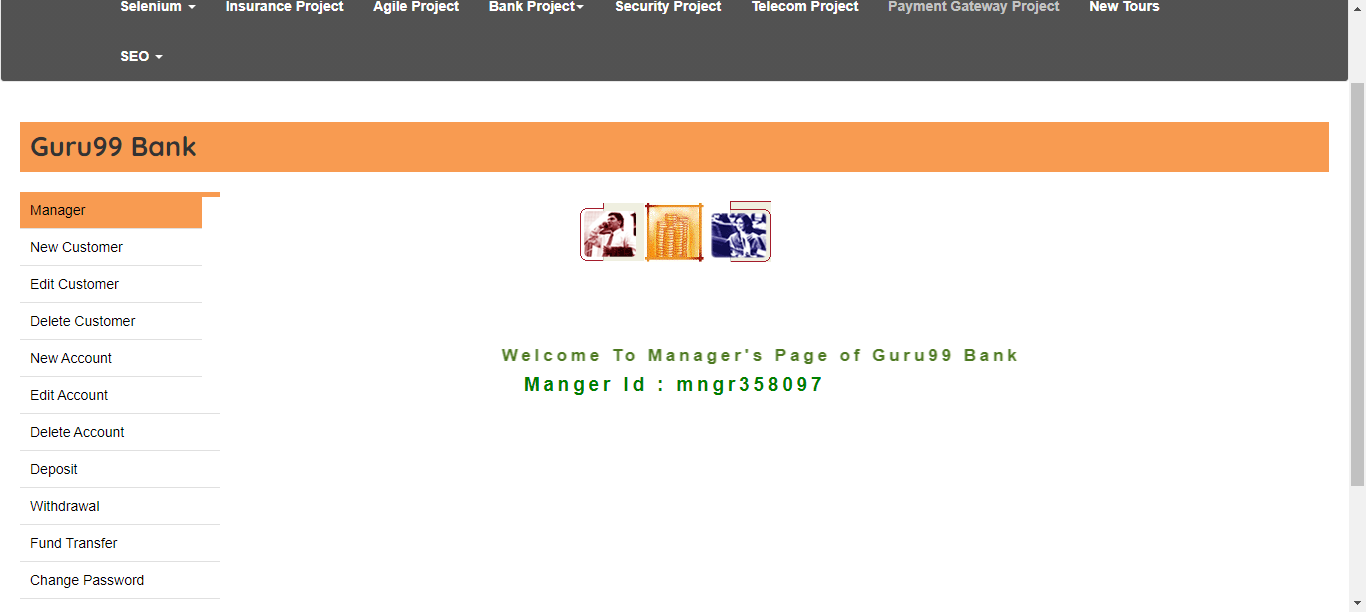 Selenium Insurance Project Agile Project Bank Project Security Project Telecom Project Payment Gateway Project New Tours
SEO
Guru99 Bank
Manager
New Customer
Edit Customer
Delete Customer
New Account
Edit Account
Delete Account
Deposit
Withdrawal
Fund Transfer
Change Password
Welcome To Manager's Page of Guru99 Bank
Manger Id : mngr358097